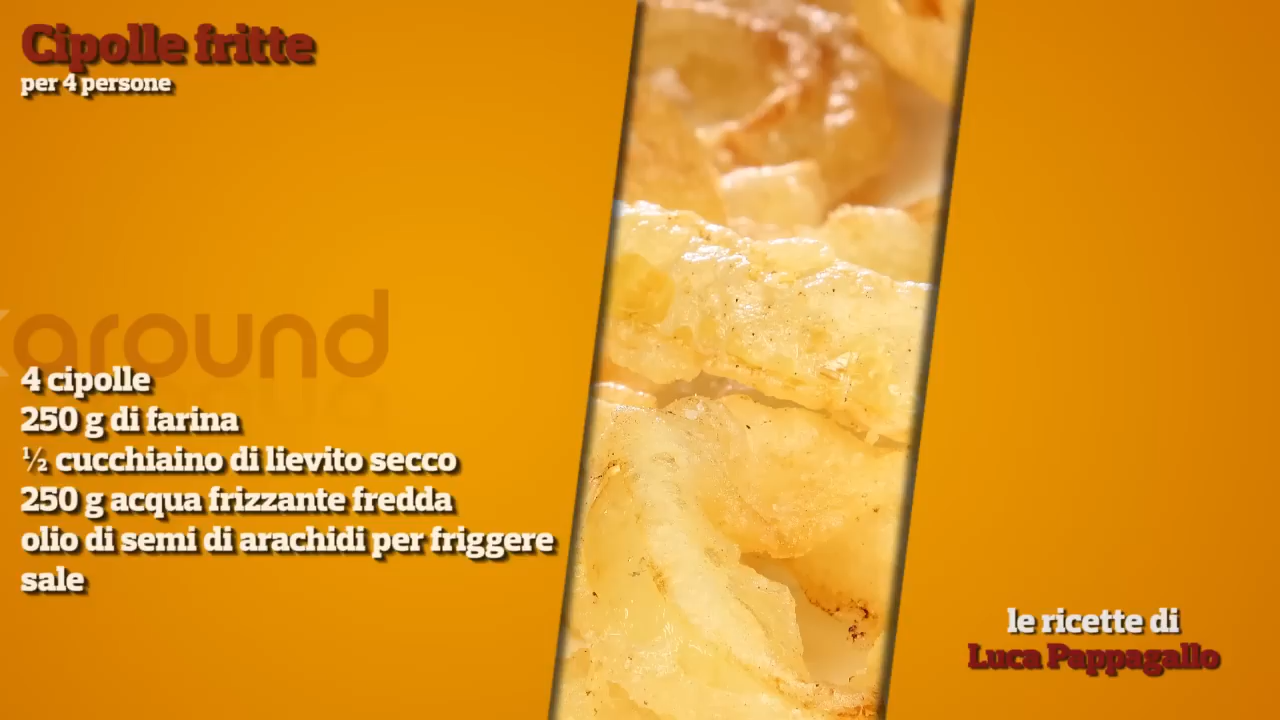 Cipolle fritte
per 4 persone
around
4 cipolle
250 g di farina
½ cucchiaino di lievito secco
250 g acqua frizzante fredda
olio di semi di arachidi per friggere
sale
le ricette di
Luca Pappagallo